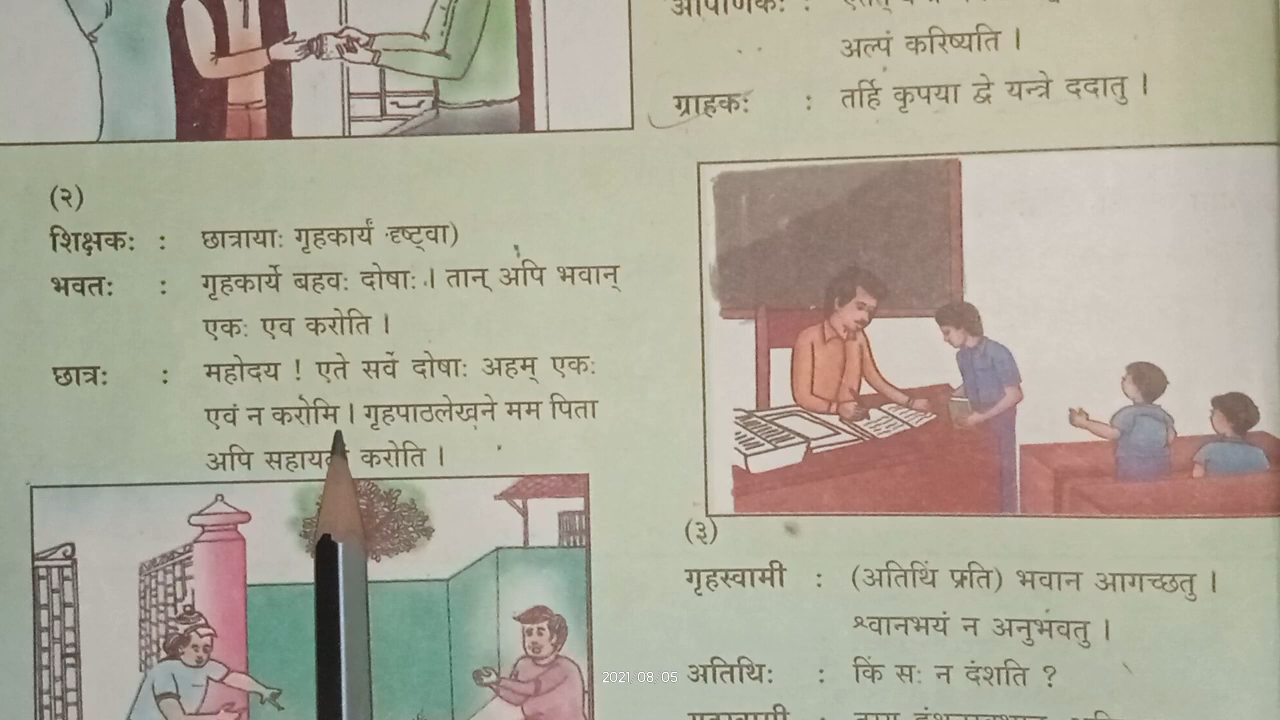 अल्पं करिष्यति ।
ग्राहकः : तर्हि कृपया द्वे यन्त्रे ददातु ।
(२)
शिक्षकः : छात्रायाः गृहकार्यं दृष्ट्वा)
भवतः : गृहकार्ये बहवः दोषाः । तान् अपि भवान्
एकः एव करोति ।
छात्रः : महोदय ! एते सर्वे दोषाः अहम् एकः
एवं न करोमि । गृहपाठलेखने मम पिता
अपि करोति ।
(३)
गृहस्वामी : (अतिथिं प्रति) भवान आगच्छतु ।
श्वानभयं न अनुभवतु ।
अतिथिः : किं सः न दंशति ?
2021 08 05